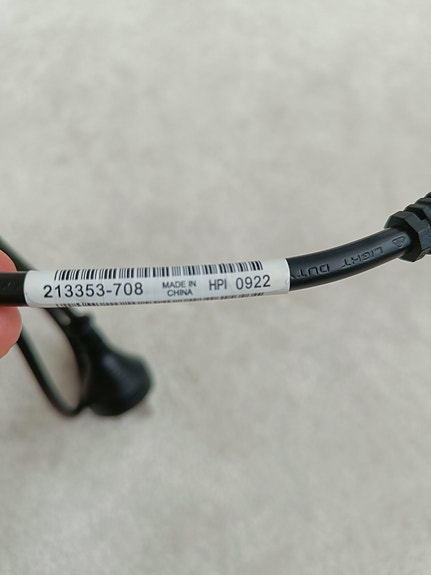 213353-708 MADE IN CHINA HPI 0922
LIGHT DUTY